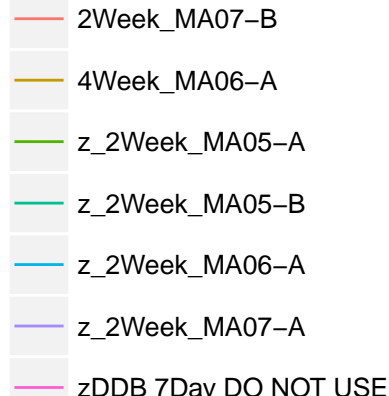 2Week_MA07−B
4Week_MA06−A
z_2Week_MA05−A
z_2Week_MA05−B
z_2Week_MA06−A
z_2Week_MA07−A
zDDB 7Day DO NOT USE